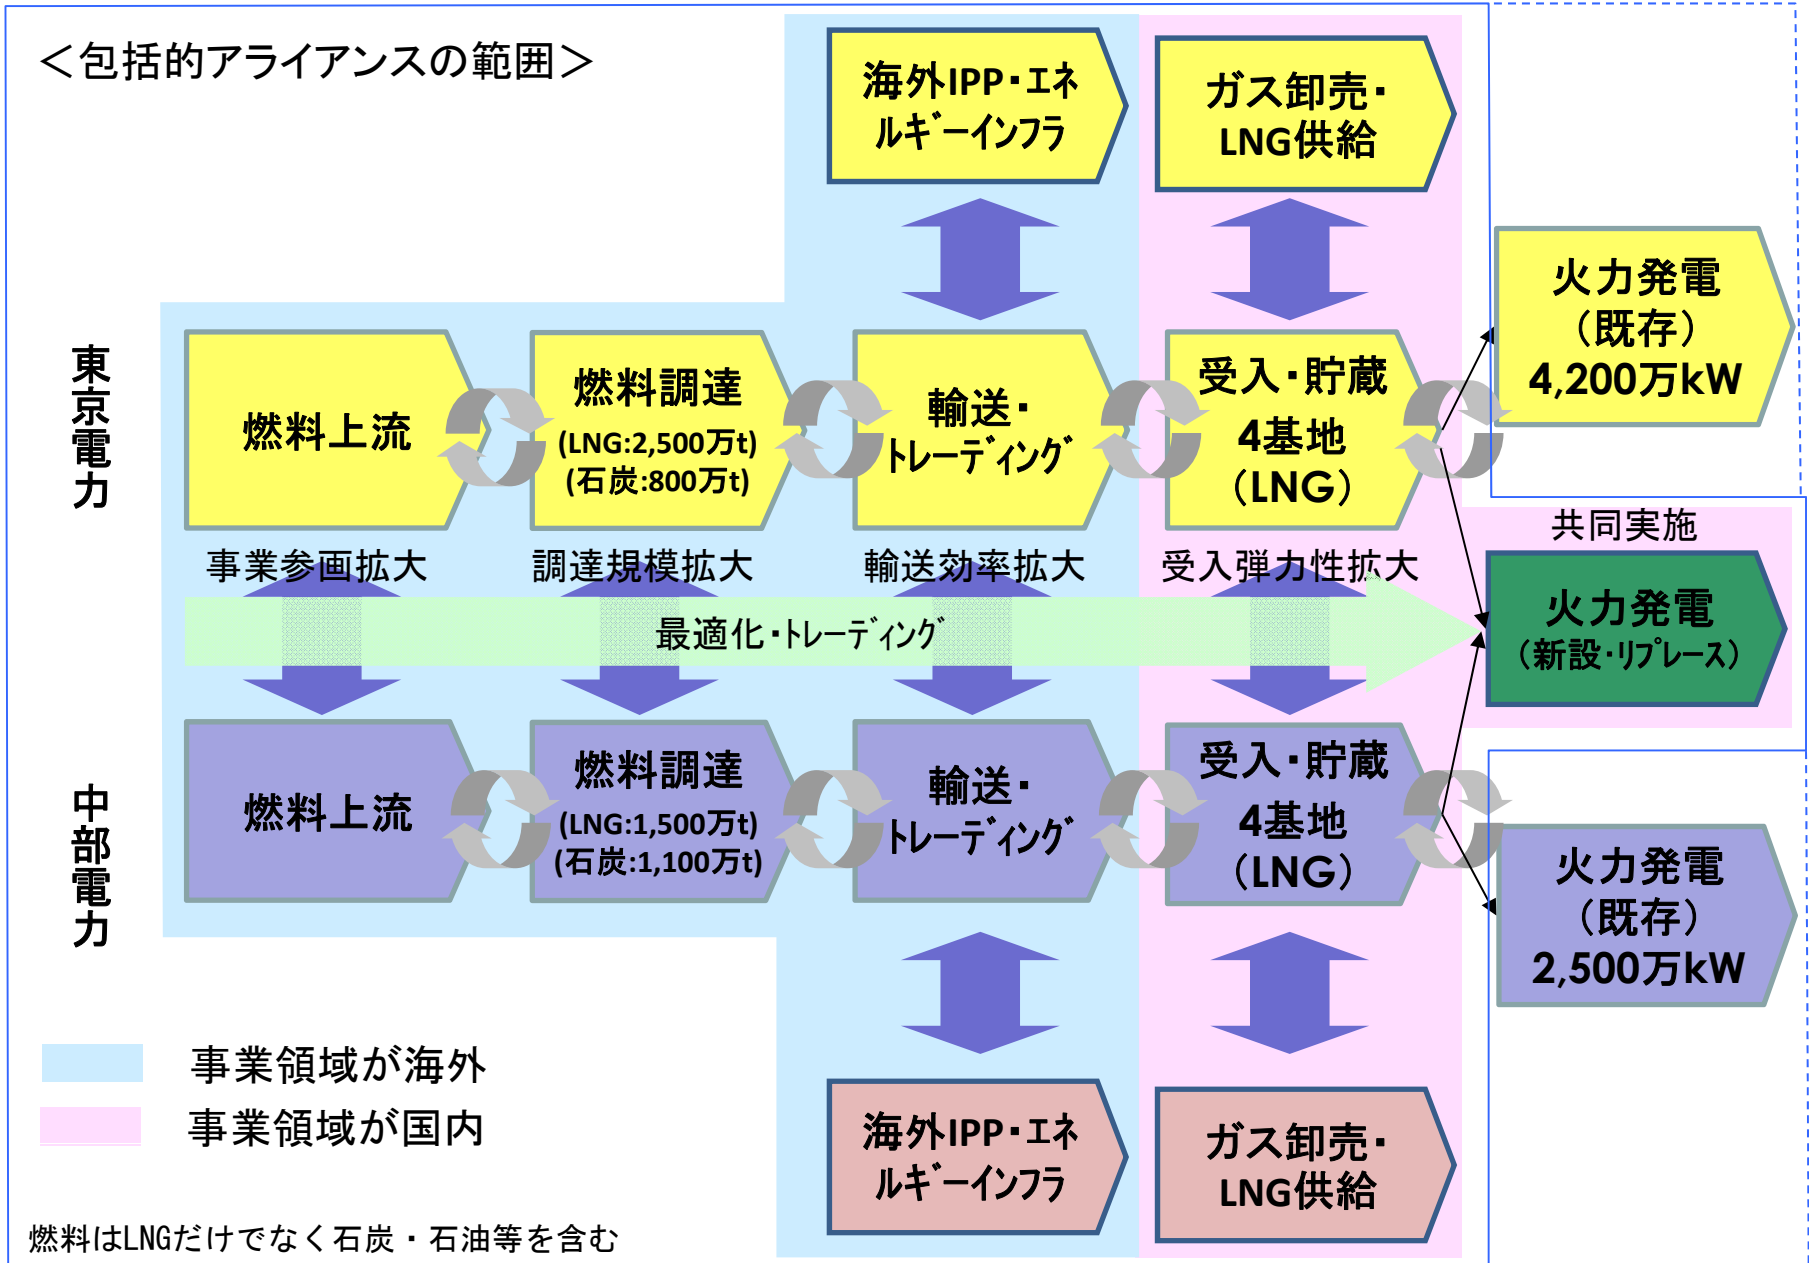 ＜包括的アライアンスの範囲＞
海外IPP・エネ
ルギーインフラ
ガス卸売・
LNG供給
東京電力
燃料上流
燃料調達
(LNG:2,500万t)
(石炭:800万t)
輸送・
トレーディング
受入・貯蔵
4基地
（LNG）
火力発電
（既存）
4,200万kW
事業参画拡大
調達規模拡大
輸送効率拡大
受入弾力性拡大
共同実施
最適化・トレーディング
火力発電
（新設・リプレース）
中部電力
燃料上流
燃料調達
(LNG:1,500万t)
(石炭:1,100万t)
輸送・
トレーディング
受入・貯蔵
4基地
（LNG）
火力発電
（既存）
2,500万kW
事業領域が海外
事業領域が国内
海外IPP・エネ
ルギーインフラ
ガス卸売・
LNG供給
燃料はLNGだけでなく石炭・石油等を含む